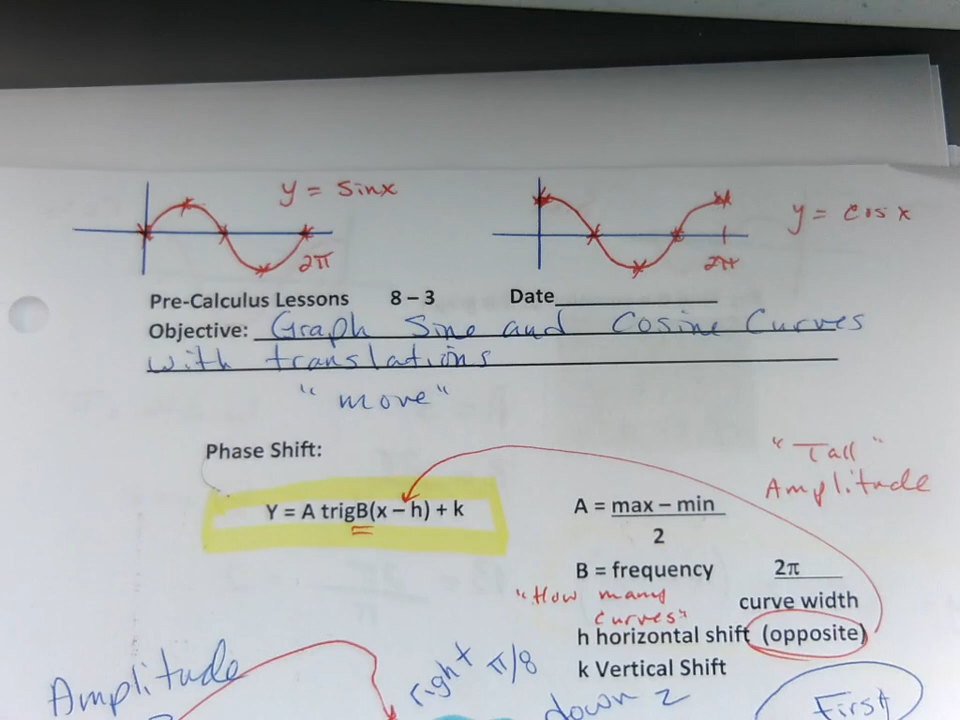 y = sinx
2π
y = cosx
2π
Pre-Calculus Lessons 8 – 3 Date
Objective: Graph Sine and Cosine Curves
with translations
"move"
Phase Shift:
"Tall"
Amplitude
Y = A trigB(x – h) + k
A = max – min
2
B = frequency 2π
"How many
curves"
curve width
h horizontal shift (opposite)
k Vertical Shift
Amplitude
right π/8
down 2
First